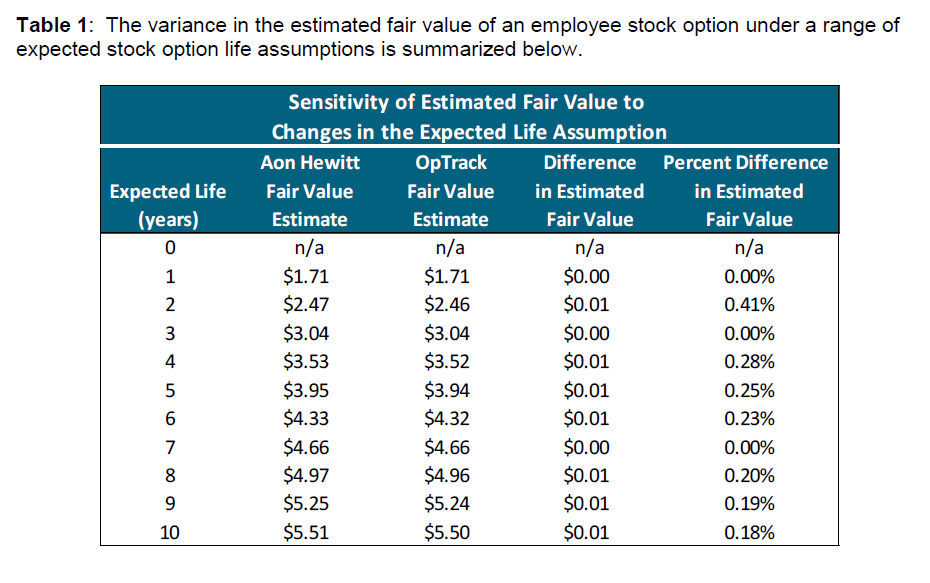 Table 1: The variance in the estimated fair value of an employee stock option under a range of
expected stock option life assumptions is summarized below.
Sensitivity of Estimated Fair Value to
Changes in the Expected Life Assumption
Expected Life (years) Aon Hewitt Fair Value Estimate OpTrack Fair Value Estimate Difference in Estimated Fair Value Percent Difference in Estimated Fair Value
0 n/a n/a n/a n/a
1 $1.71 $1.71 $0.00 0.00%
2 $2.47 $2.46 $0.01 0.41%
3 $3.04 $3.04 $0.00 0.00%
4 $3.53 $3.52 $0.01 0.28%
5 $3.95 $3.94 $0.01 0.25%
6 $4.33 $4.32 $0.01 0.23%
7 $4.66 $4.66 $0.00 0.00%
8 $4.97 $4.96 $0.01 0.20%
9 $5.25 $5.24 $0.01 0.19%
10 $5.51 $5.50 $0.01 0.18%